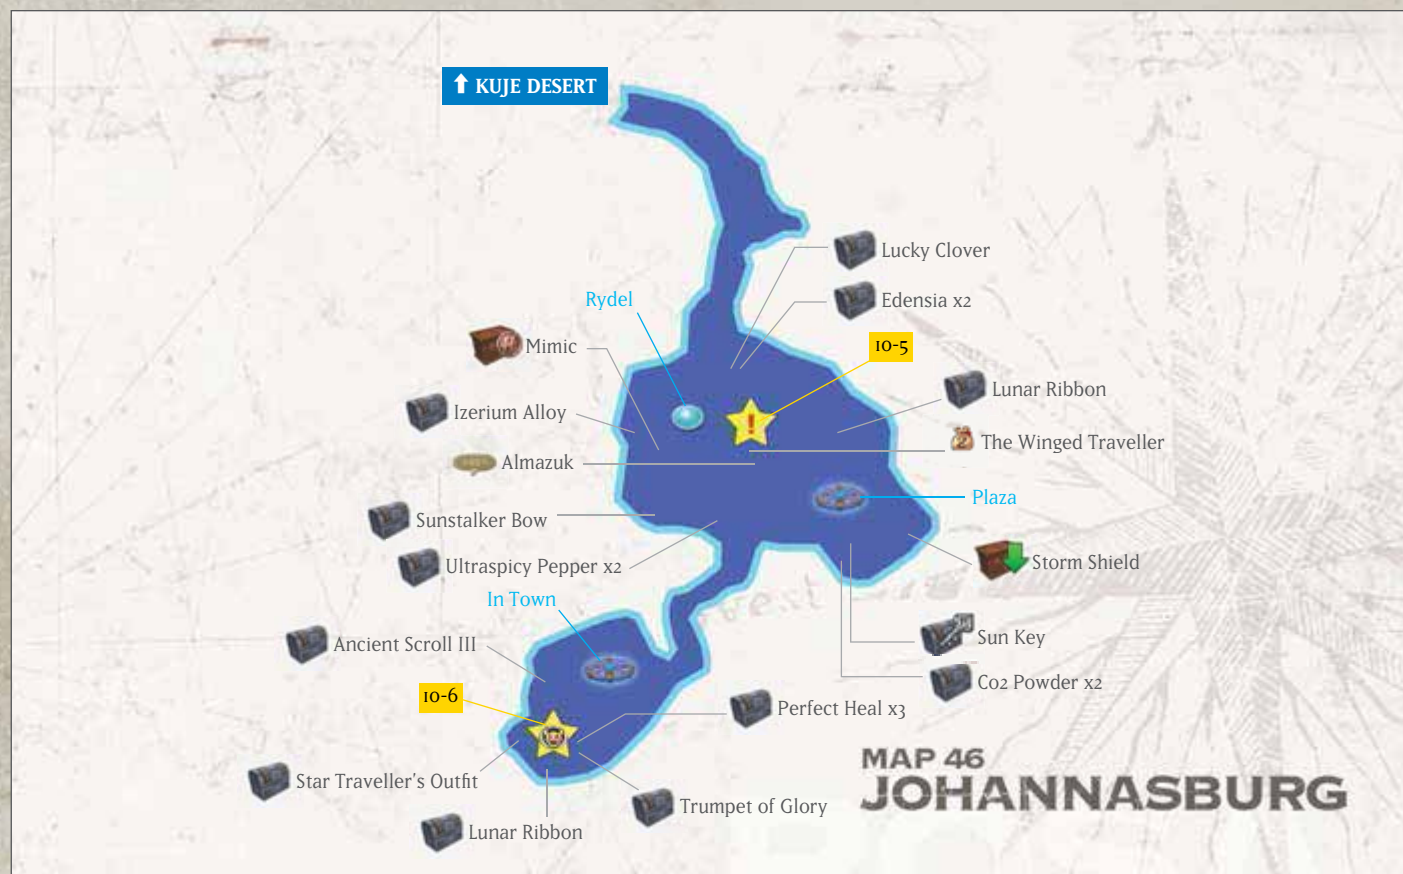 KUJE DESERT
Lucky Clover
Edensia x2
Rydel
10-5
Mimic
Lunar Ribbon
Izerium Alloy
The Winged Traveller
Almazuk
Plaza
Sunstalker Bow
Storm Shield
Ultraspicy Pepper x2
In Town
Sun Key
Ancient Scroll III
Co2 Powder x2
10-6
Perfect Heal x3
MAP 46
JOHANNASBURG
Star Traveller's Outfit
Trumpet of Glory
Lunar Ribbon